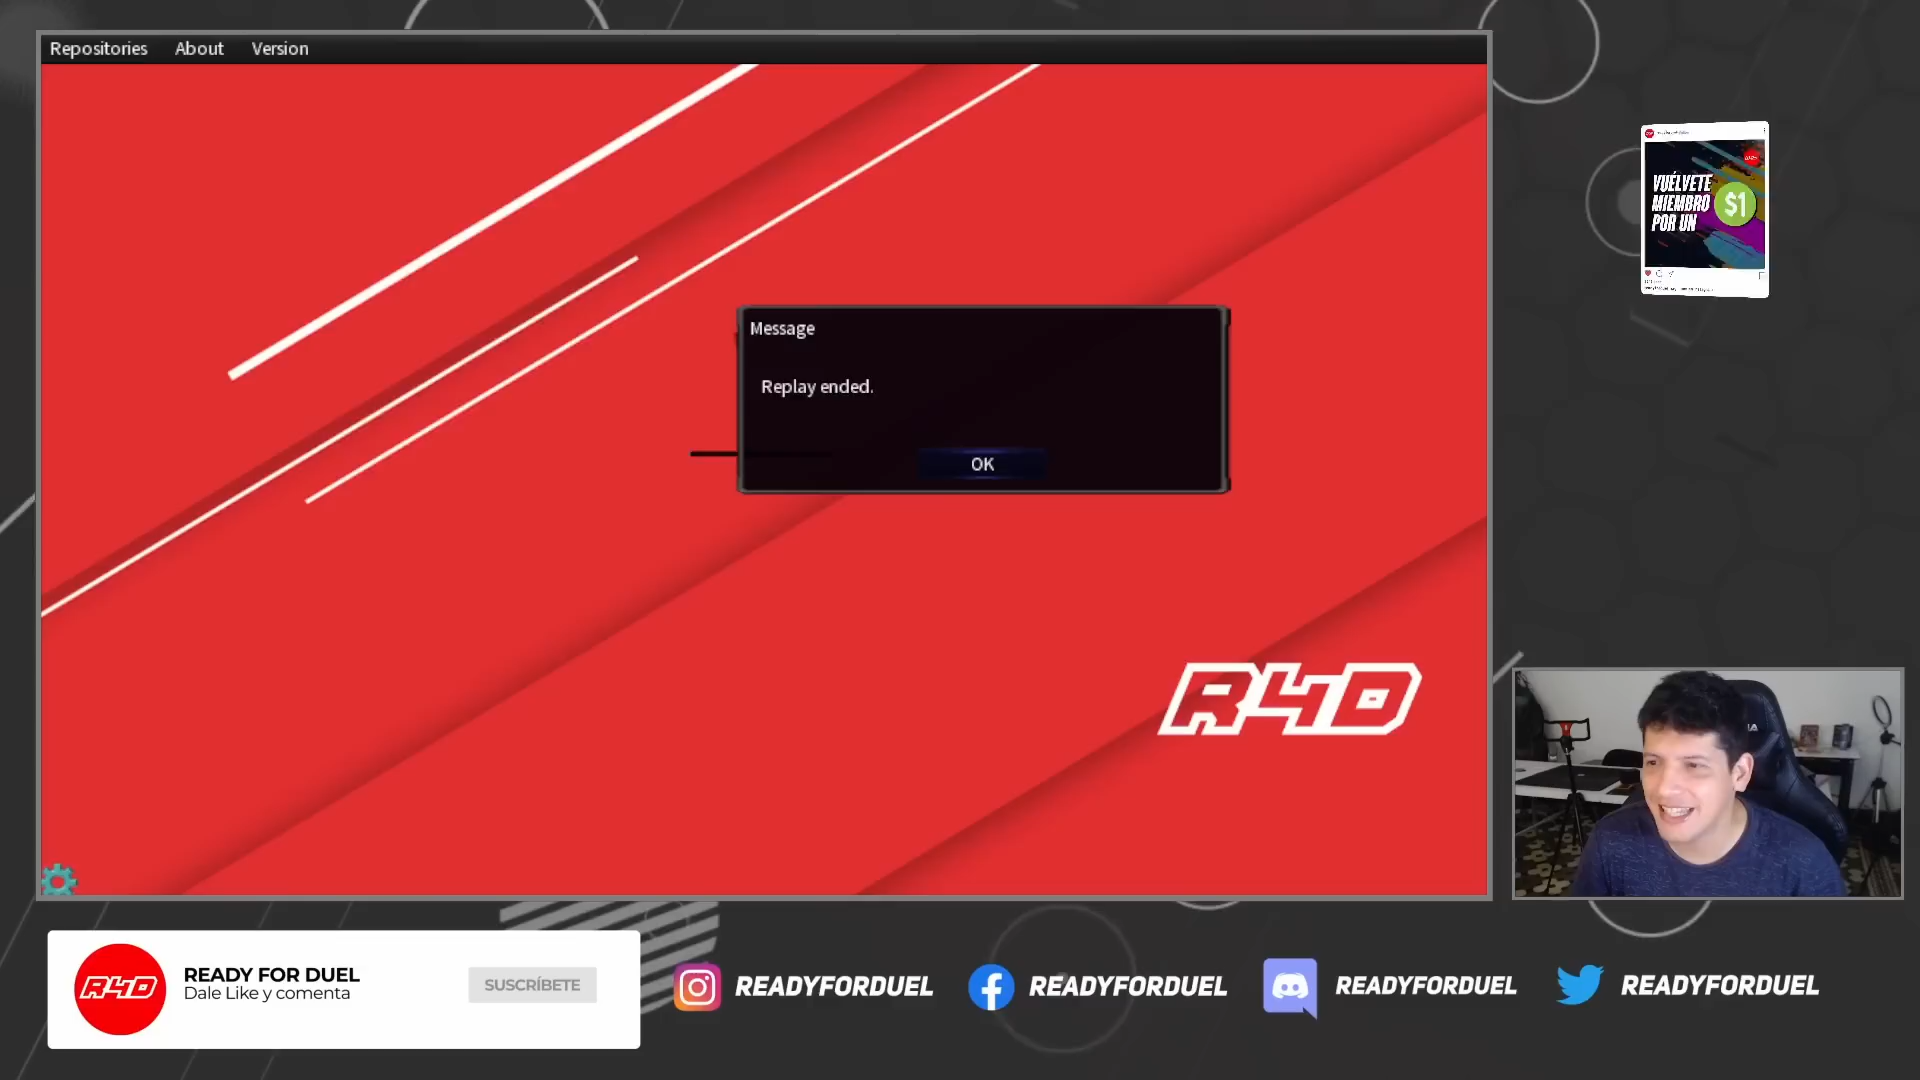 Repositories About Version
VUÉLVETE
MIEMBRO
POR UN
$1
Message
Replay ended.
OK
R4D
R4D
READY FOR DUEL
Dale Like y comenta
SUSCRÍBETE
READYFORDUEL
READYFORDUEL
READYFORDUEL
READYFORDUEL